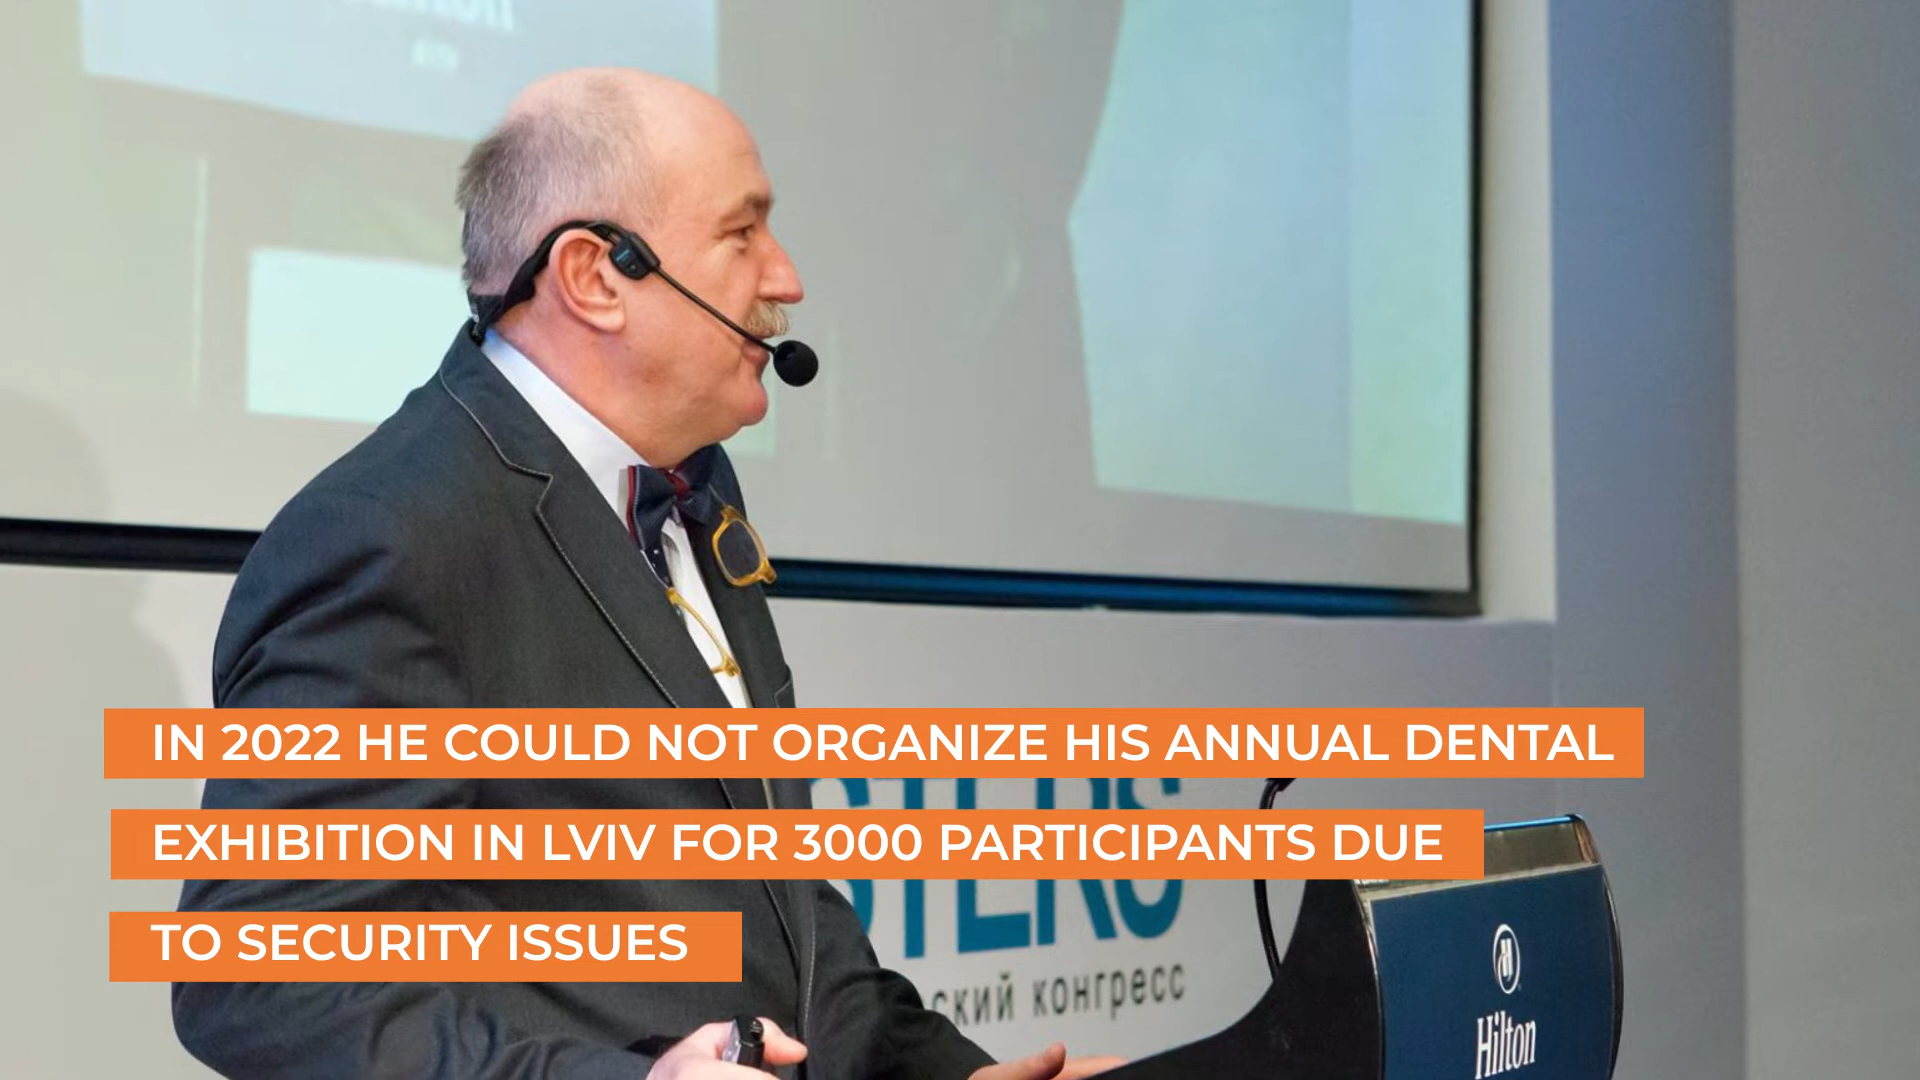 IN 2022 HE COULD NOT ORGANIZE HIS ANNUAL DENTAL
EXHIBITION IN LVIV FOR 3000 PARTICIPANTS DUE
TO SECURITY ISSUES
конгресс
Hilton